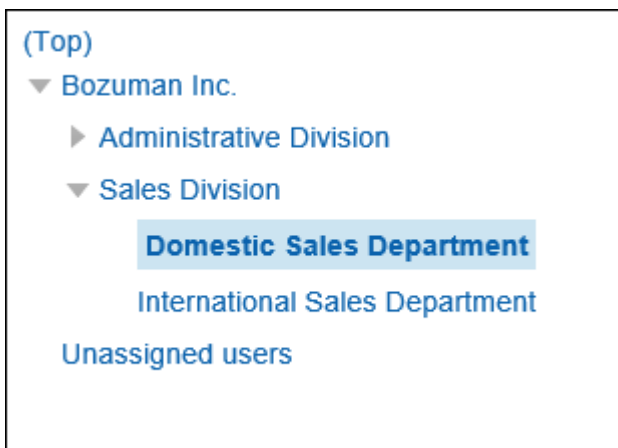 (Top)
Bozuman Inc.
Administrative Division
Sales Division
Domestic Sales Department
International Sales Department
Unassigned users